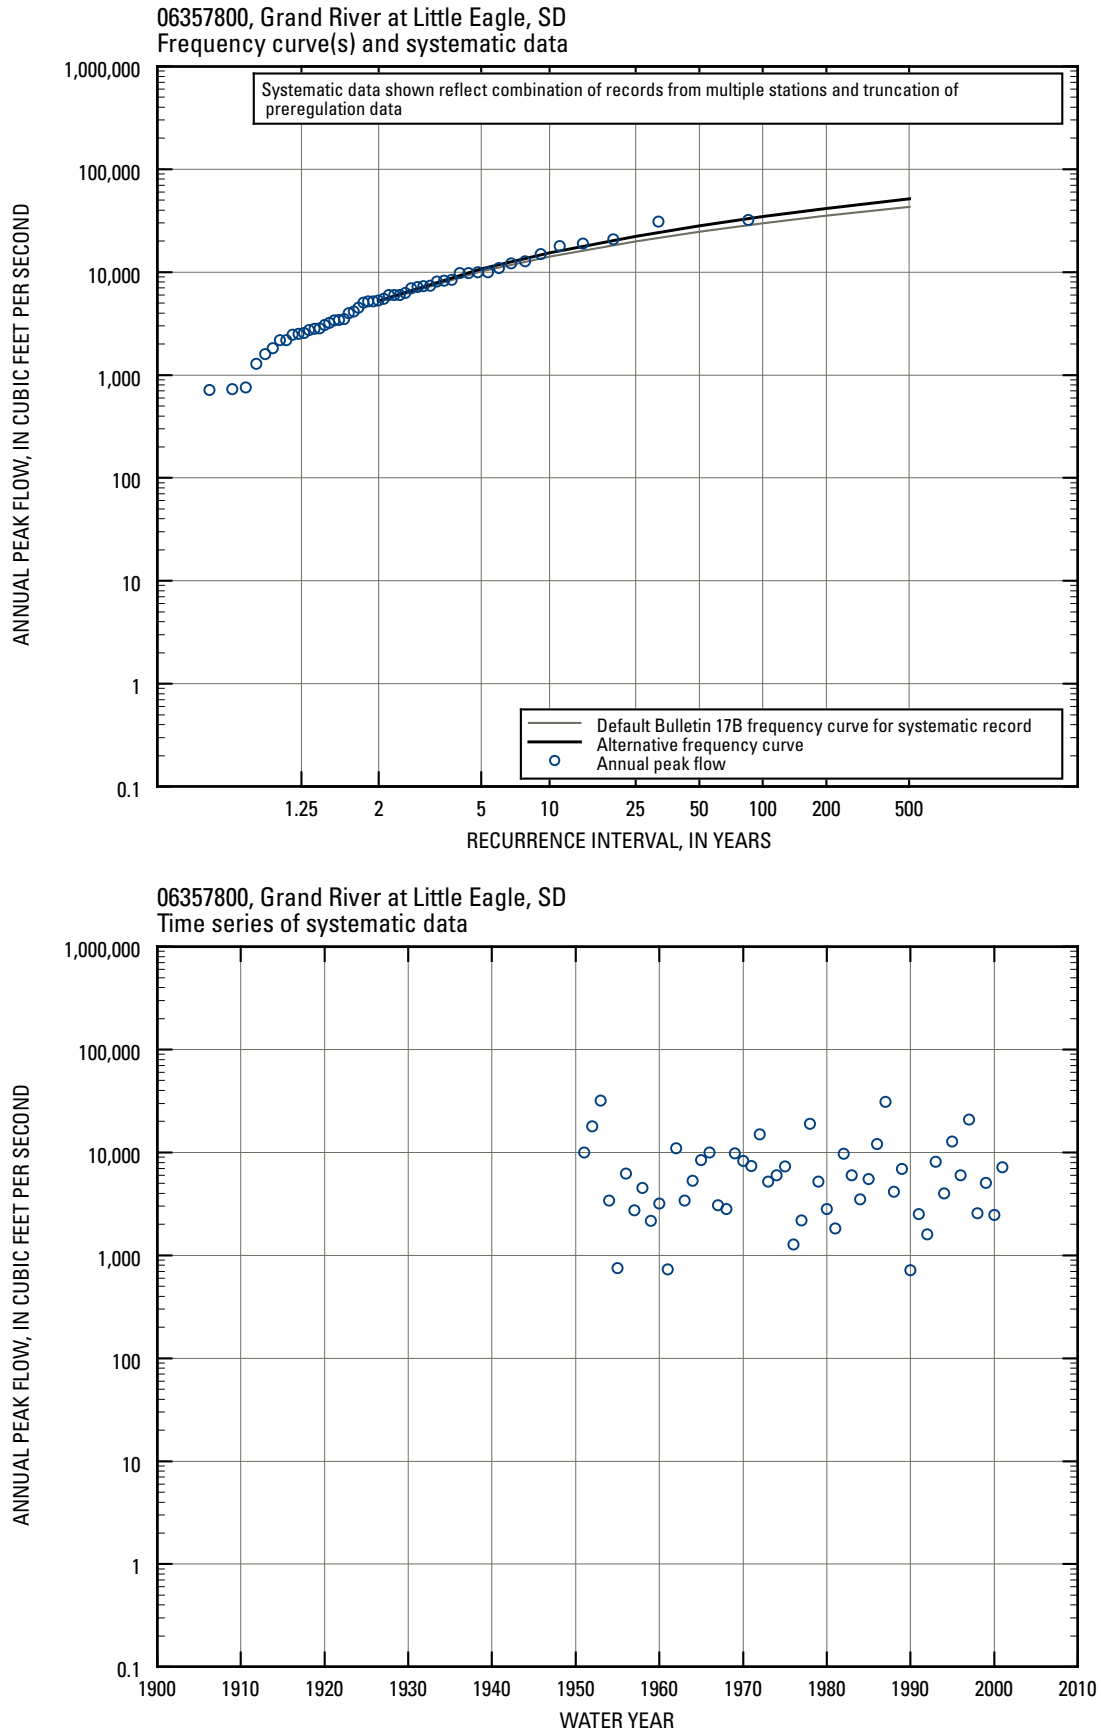 06357800, Grand River at Little Eagle, SD
Frequency curve(s) and systematic data
1,000,000
100,000
10,000
1,000
100
10
1
0.1
ANNUAL PEAK FLOW, IN CUBIC FEET PER SECOND
Systematic data shown reflect combination of records from multiple stations and truncation of
preregulation data
Default Bulletin 17B frequency curve for systematic record
Alternative frequency curve
Annual peak flow
1.25 2 5 10 25 50 100 200 500
RECURRENCE INTERVAL, IN YEARS
06357800, Grand River at Little Eagle, SD
Time series of systematic data
1,000,000
100,000
10,000
1,000
100
10
1
0.1
ANNUAL PEAK FLOW, IN CUBIC FEET PER SECOND
1900 1910 1920 1930 1940 1950 1960 1970 1980 1990 2000 2010
WATER YEAR